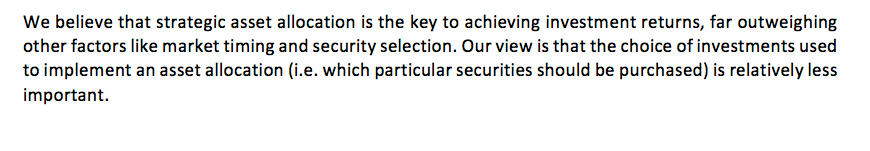 We believe that strategic asset allocation is the key to achieving investment returns, far outweighing
other factors like market timing and security selection. Our view is that the choice of investments used
to implement an asset allocation (i.e. which particular securities should be purchased) is relatively less
important.